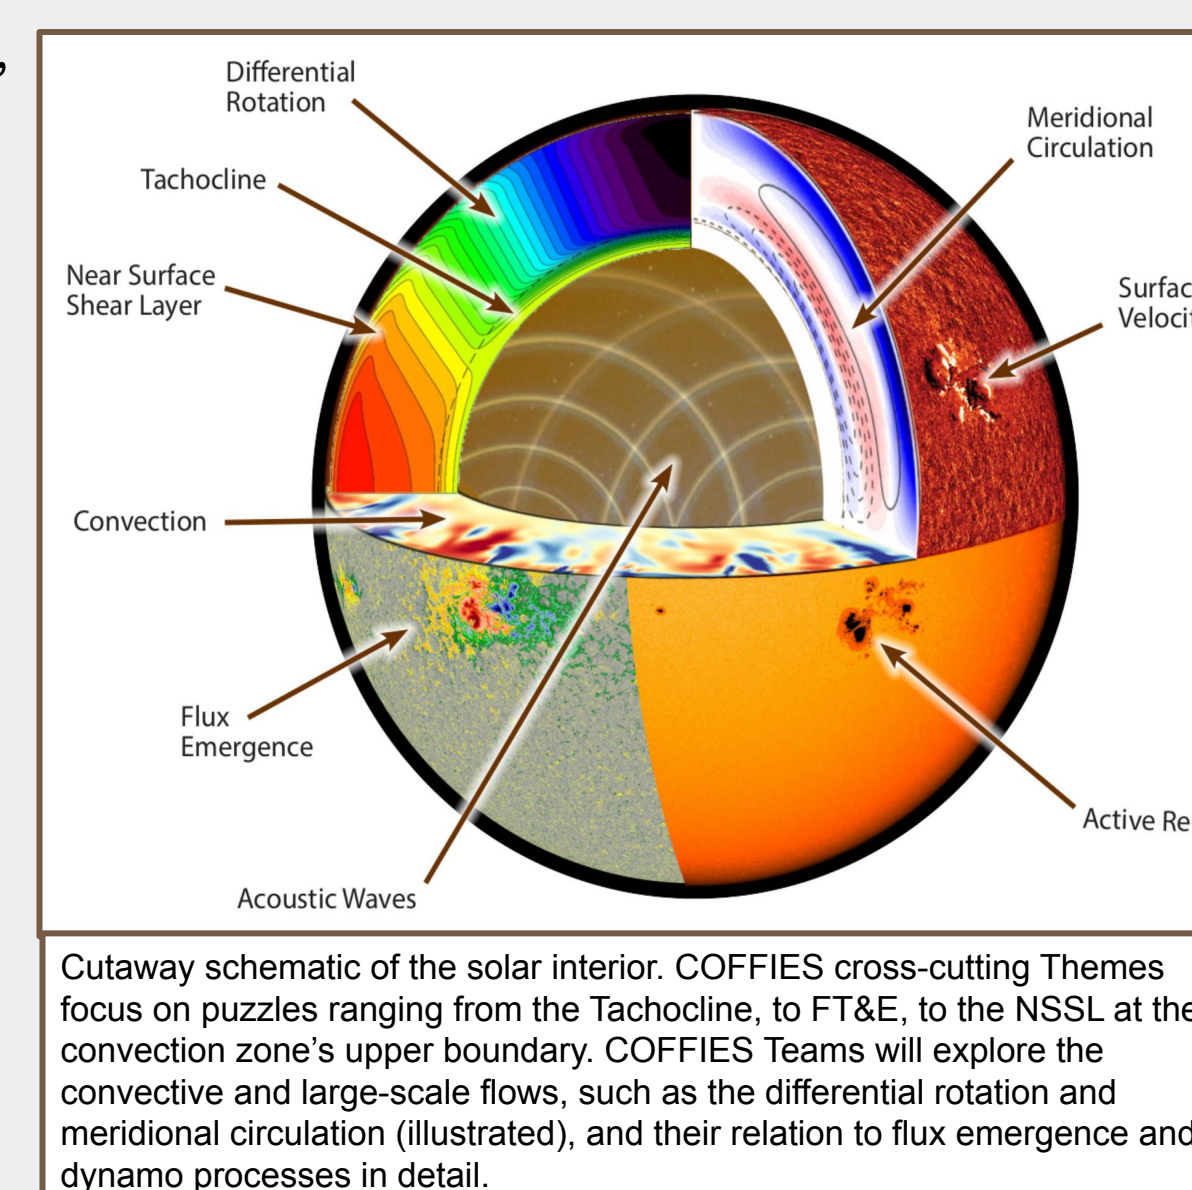 Differential
Rotation
Meridional
Circulation
Tachocline
Near Surface
Shear Layer
Convection
Flux
Emergence
Active
Acoustic Waves
Cutaway schematic of the solar interior. COFFIES cross-cutting Themes
focus on puzzles ranging from the Tachocline, to FT&E, to the NSSL at the
convection zone’s upper boundary. COFFIES Teams will explore the
convective and large-scale flows, such as the differential rotation and
meridional circulation (illustrated), and their relation to flux emergence and
dynamo processes in detail.